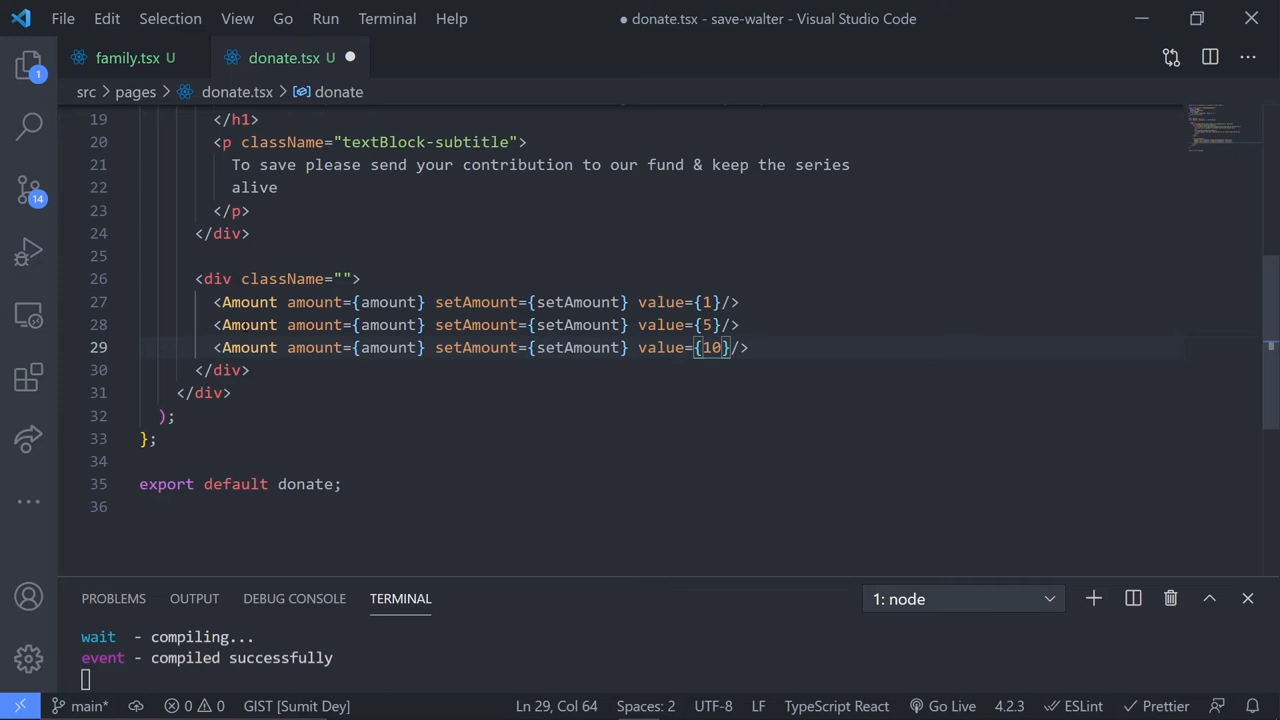 File Edit Selection View Go Run Terminal Help ● donate.tsx - save-walter - Visual Studio Code
family.tsx U donate.tsx U ●
src > pages > donate.tsx > donate
19 </h1>
20 <p className="textBlock-subtitle">
21 To save please send your contribution to our fund & keep the series
22 alive
23 </p>
24 </div>
25
26 <div className="">
27 <Amount amount={amount} setAmount={setAmount} value={1}/>
28 <Amount amount={amount} setAmount={setAmount} value={5}/>
29 <Amount amount={amount} setAmount={setAmount} value={10}/>
30 </div>
31 </div>
32 );
33 };
34
35 export default donate;
36
1
14
PROBLEMS OUTPUT DEBUG CONSOLE TERMINAL 1: node
wait - compiling...
event - compiled successfully
main* 0 0 GIST [Sumit Dey] Ln 29, Col 64 Spaces: 2 UTF-8 LF TypeScript React Go Live 4.2.3 ESLint Prettier